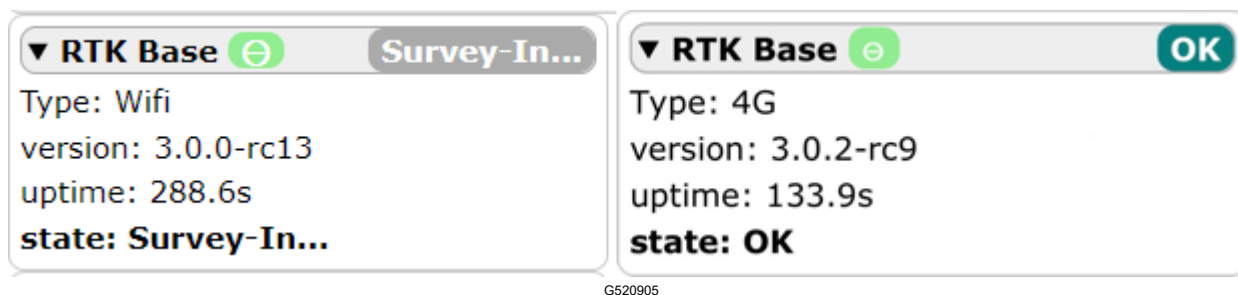 ▼ RTK Base ⊖ Survey-In...
Type: Wifi
version: 3.0.0-rc13
uptime: 288.6s
state: Survey-In...
▼ RTK Base ⊖ OK
Type: 4G
version: 3.0.2-rc9
uptime: 133.9s
state: OK
G520905